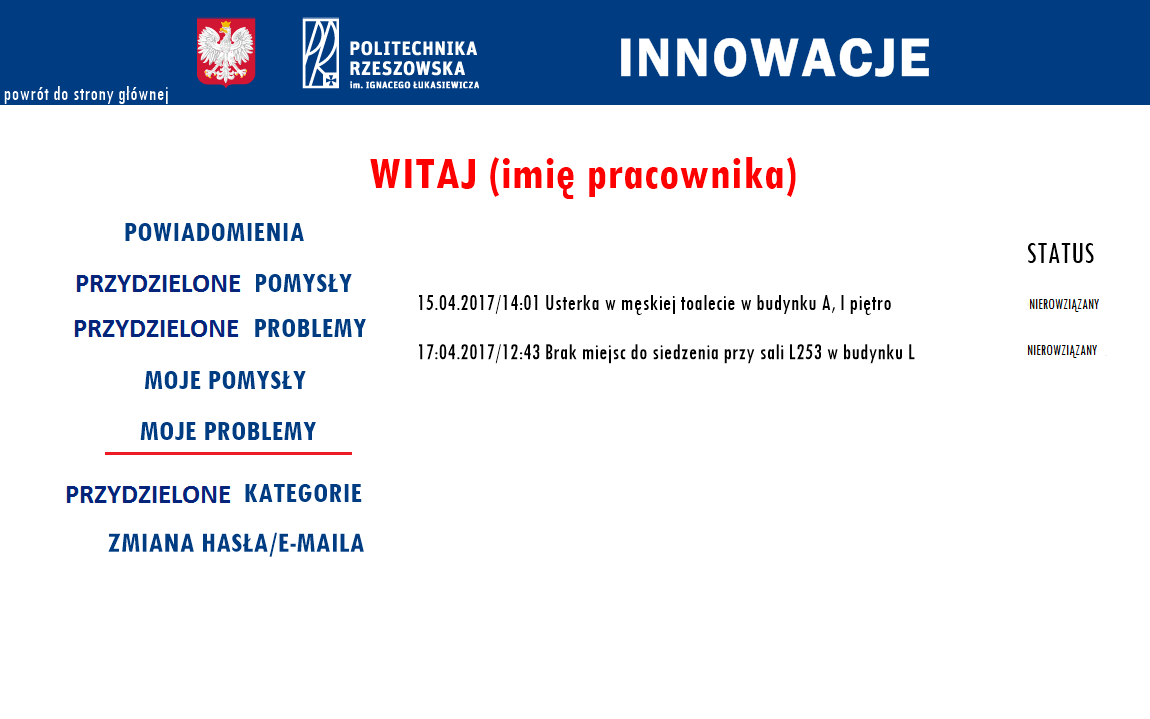 POLITECHNIKA
RZESZOWSKA
im. IGNACEGO ŁUKASIEWICZA
INNOWACJE
powrót do strony głównej
WITAJ (imię pracownika)
POWIADOMIENIA
PRZYDZIELONE POMYSŁY
PRZYDZIELONE PROBLEMY
MOJE POMYSŁY
MOJE PROBLEMY
PRZYDZIELONE KATEGORIE
ZMIANA HASŁA/E-MAILA
STATUS
15.04.2017/14:01 Usterka w męskiej toalecie w budynku A, I piętro NIEROWZIĄZANY
17.04.2017/12:43 Brak miejsc do siedzenia przy sali L253 w budynku L NIEROWZIĄZANY